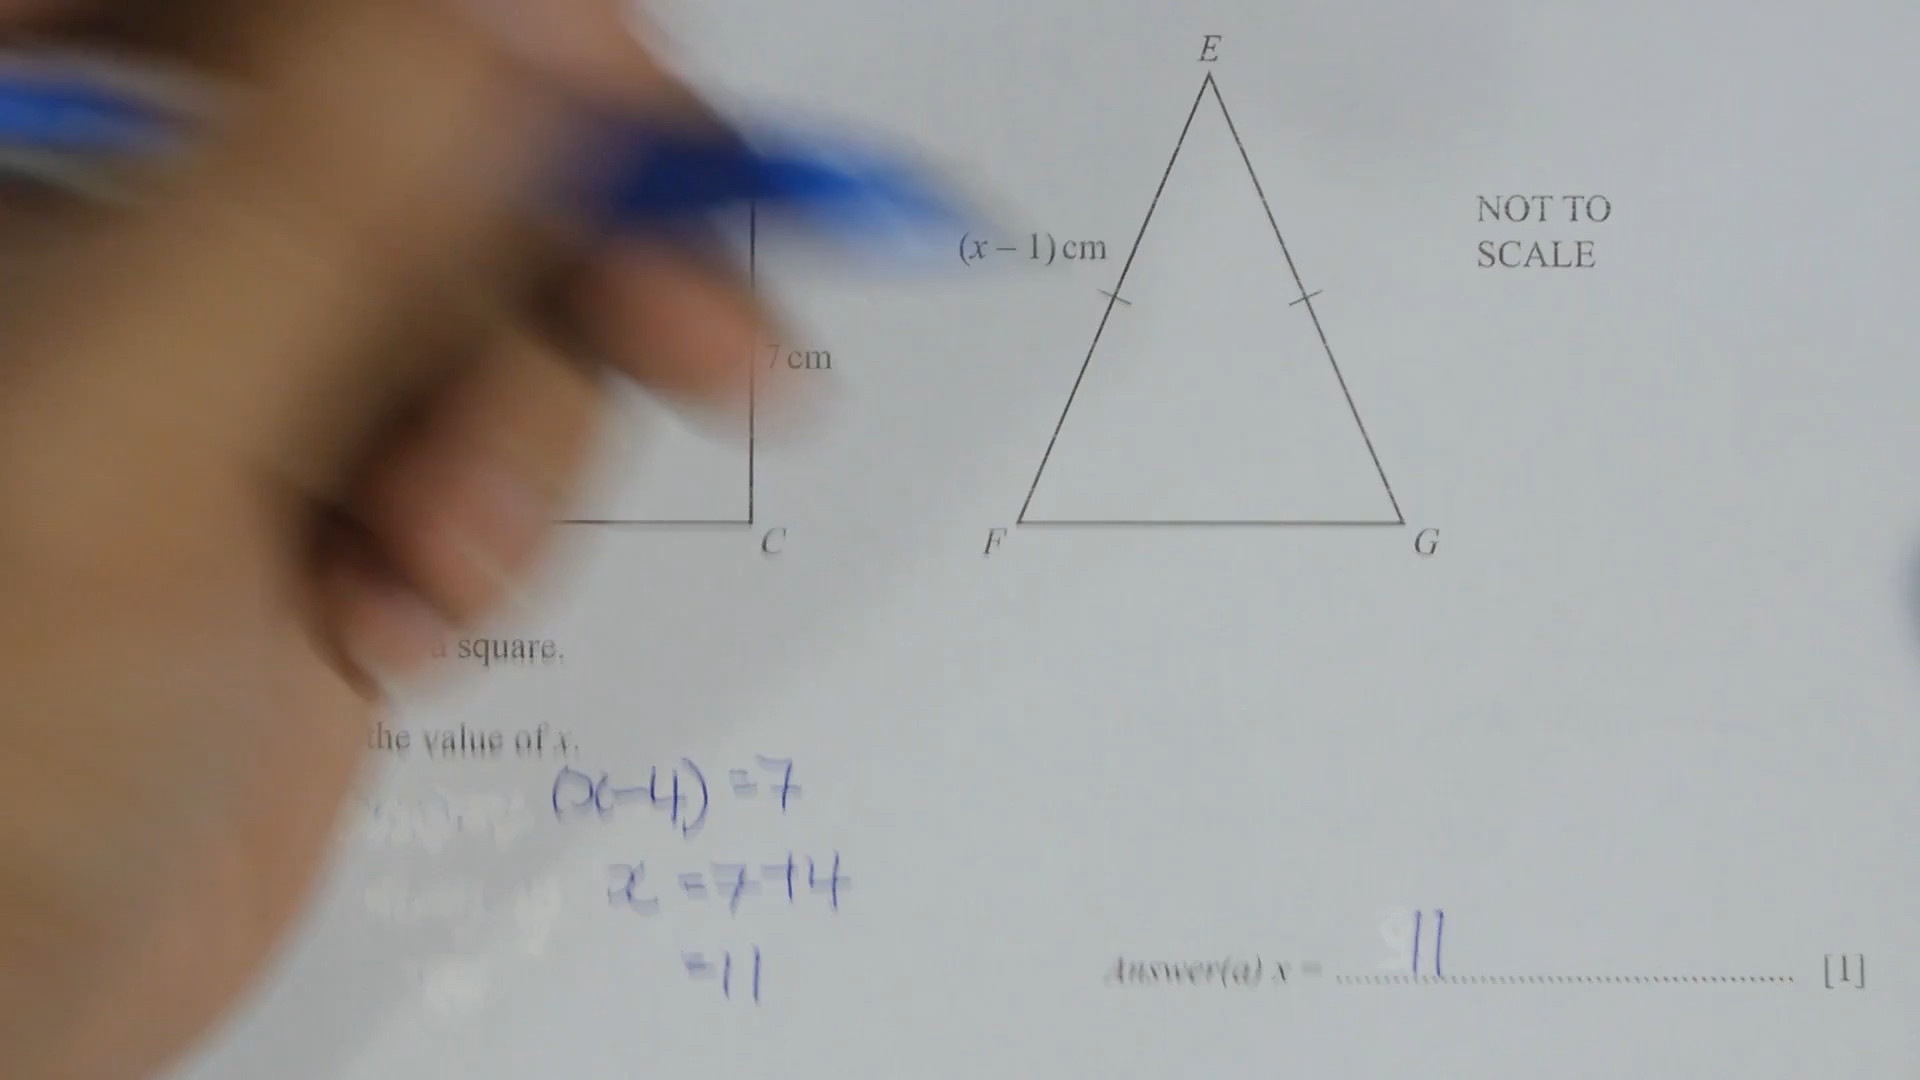 E
(x – 1) cm
NOT TO
SCALE
7 cm
C
F
G
a square.
the value of x.
(x-4) = 7
x = 7+4
= 11
Answer(a) x = 11 [1]